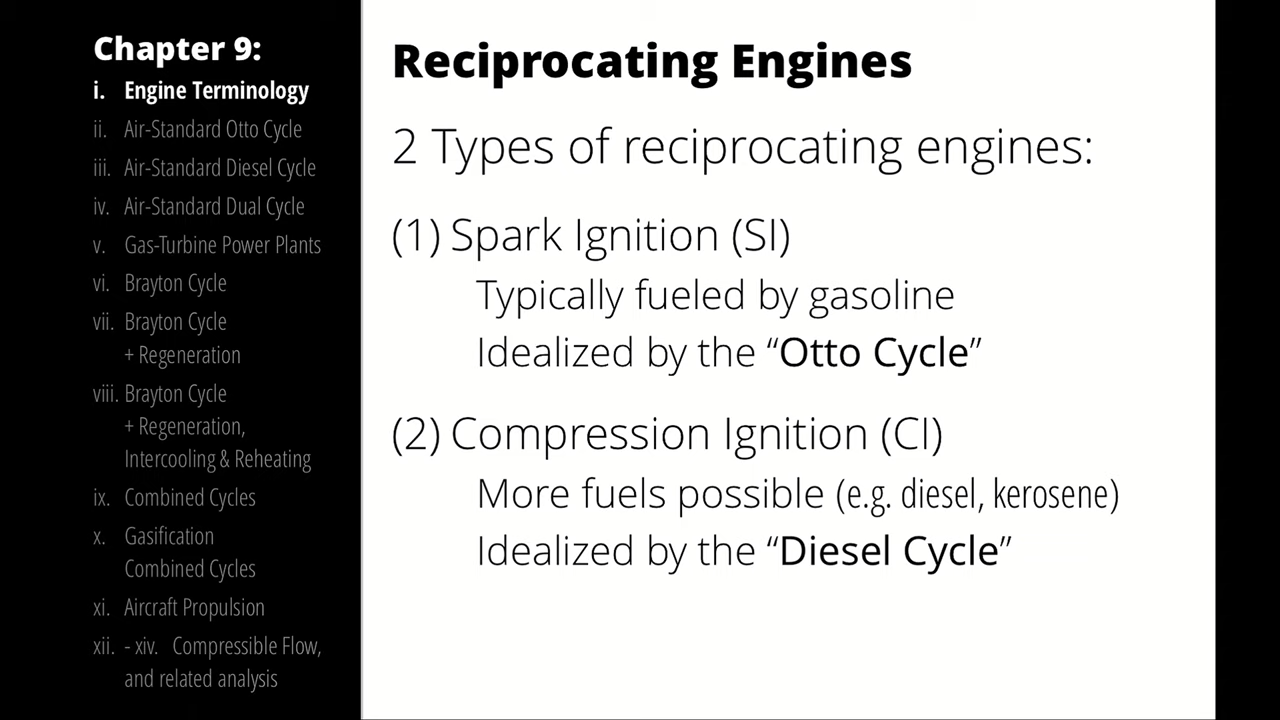 Chapter 9:
i. Engine Terminology
ii. Air-Standard Otto Cycle
iii. Air-Standard Diesel Cycle
iv. Air-Standard Dual Cycle
v. Gas-Turbine Power Plants
vi. Brayton Cycle
vii. Brayton Cycle
+ Regeneration
viii. Brayton Cycle
+ Regeneration,
Intercooling & Reheating
ix. Combined Cycles
x. Gasification
Combined Cycles
xi. Aircraft Propulsion
xii. - xiv. Compressible Flow,
and related analysis
Reciprocating Engines
2 Types of reciprocating engines:
(1) Spark Ignition (SI)
Typically fueled by gasoline
Idealized by the “Otto Cycle”
(2) Compression Ignition (CI)
More fuels possible (e.g. diesel, kerosene)
Idealized by the “Diesel Cycle”